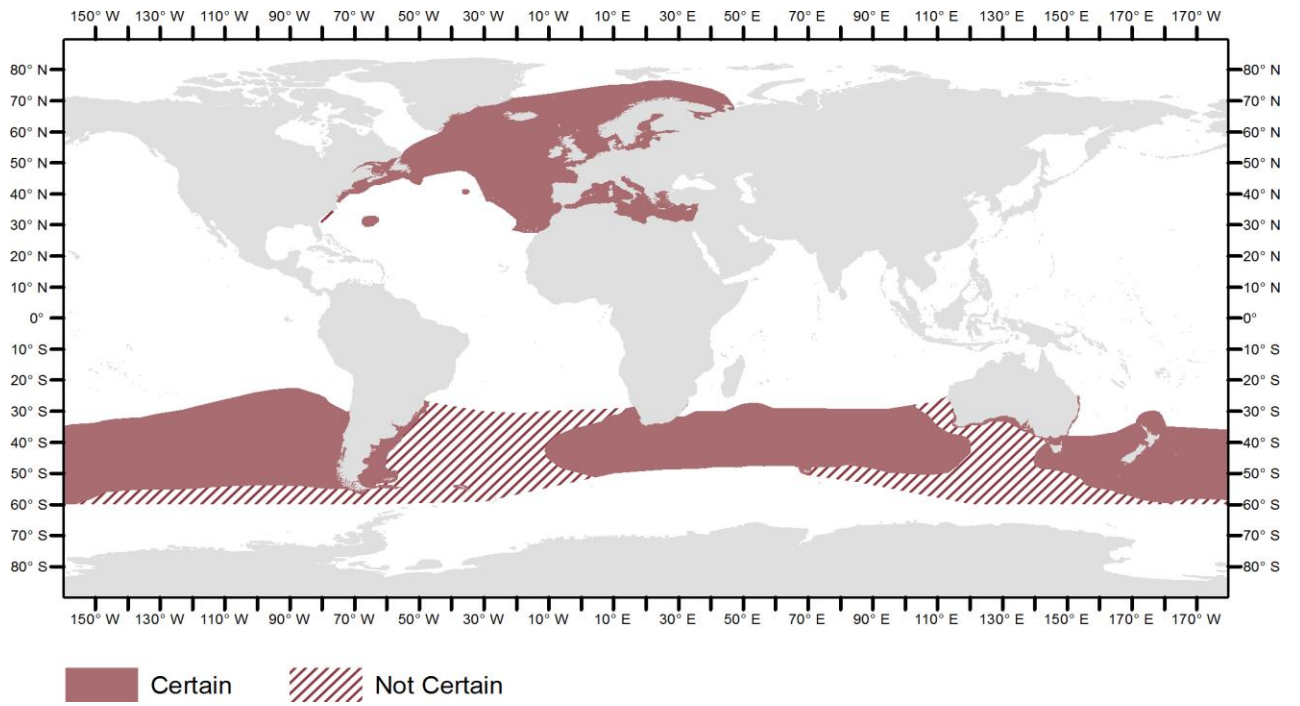 150° W 130° W 110° W 90° W 70° W 50° W 30° W 10° W 10° E 30° E 50° E 70° E 90° E 110° E 130° E 150° E 170° E 170° W
80° N 80° N
70° N 70° N
60° N 60° N
50° N 50° N
40° N 40° N
30° N 30° N
20° N 20° N
10° N 10° N
0° 0°
10° S 10° S
20° S 20° S
30° S 30° S
40° S 40° S
50° S 50° S
60° S 60° S
70° S 70° S
80° S 80° S
150° W 130° W 110° W 90° W 70° W 50° W 30° W 10° W 10° E 30° E 50° E 70° E 90° E 110° E 130° E 150° E 170° E 170° W
Certain Not Certain